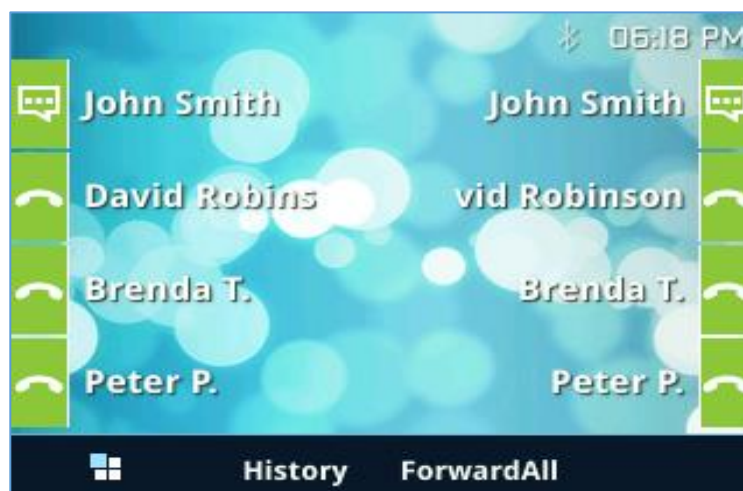 06:18 PM
John Smith John Smith
David Robins vid Robinson
Brenda T. Brenda T.
Peter P. Peter P.
History ForwardAll